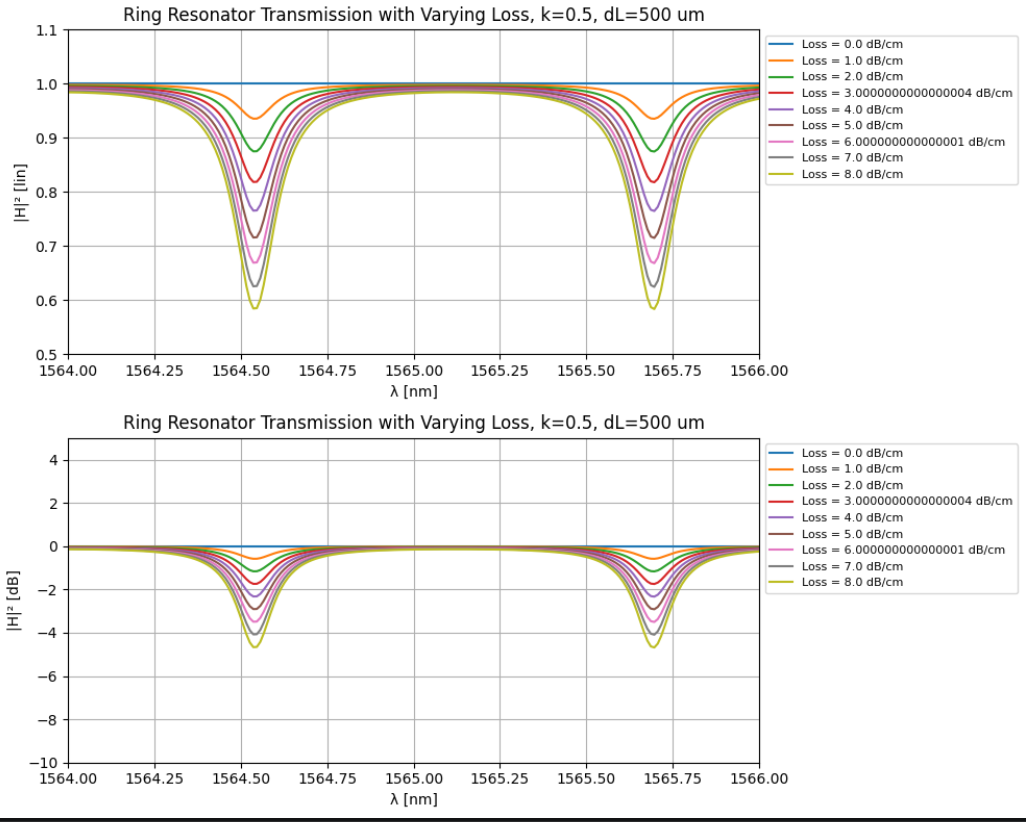 Ring Resonator Transmission with Varying Loss, k=0.5, dL=500 um
1.1
1.0
0.9
0.8
0.7
0.6
0.5
|H|² [lin]
1564.00 1564.25 1564.50 1564.75 1565.00 1565.25 1565.50 1565.75 1566.00
λ [nm]
Loss = 0.0 dB/cm
Loss = 1.0 dB/cm
Loss = 2.0 dB/cm
Loss = 3.0000000000000004 dB/cm
Loss = 4.0 dB/cm
Loss = 5.0 dB/cm
Loss = 6.000000000000001 dB/cm
Loss = 7.0 dB/cm
Loss = 8.0 dB/cm
Ring Resonator Transmission with Varying Loss, k=0.5, dL=500 um
4
2
0
−2
−4
−6
−8
−10
|H|² [dB]
1564.00 1564.25 1564.50 1564.75 1565.00 1565.25 1565.50 1565.75 1566.00
λ [nm]
Loss = 0.0 dB/cm
Loss = 1.0 dB/cm
Loss = 2.0 dB/cm
Loss = 3.0000000000000004 dB/cm
Loss = 4.0 dB/cm
Loss = 5.0 dB/cm
Loss = 6.000000000000001 dB/cm
Loss = 7.0 dB/cm
Loss = 8.0 dB/cm